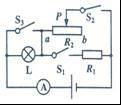 S₃ P S₂
a b
R₂
L S₁ R₁
A